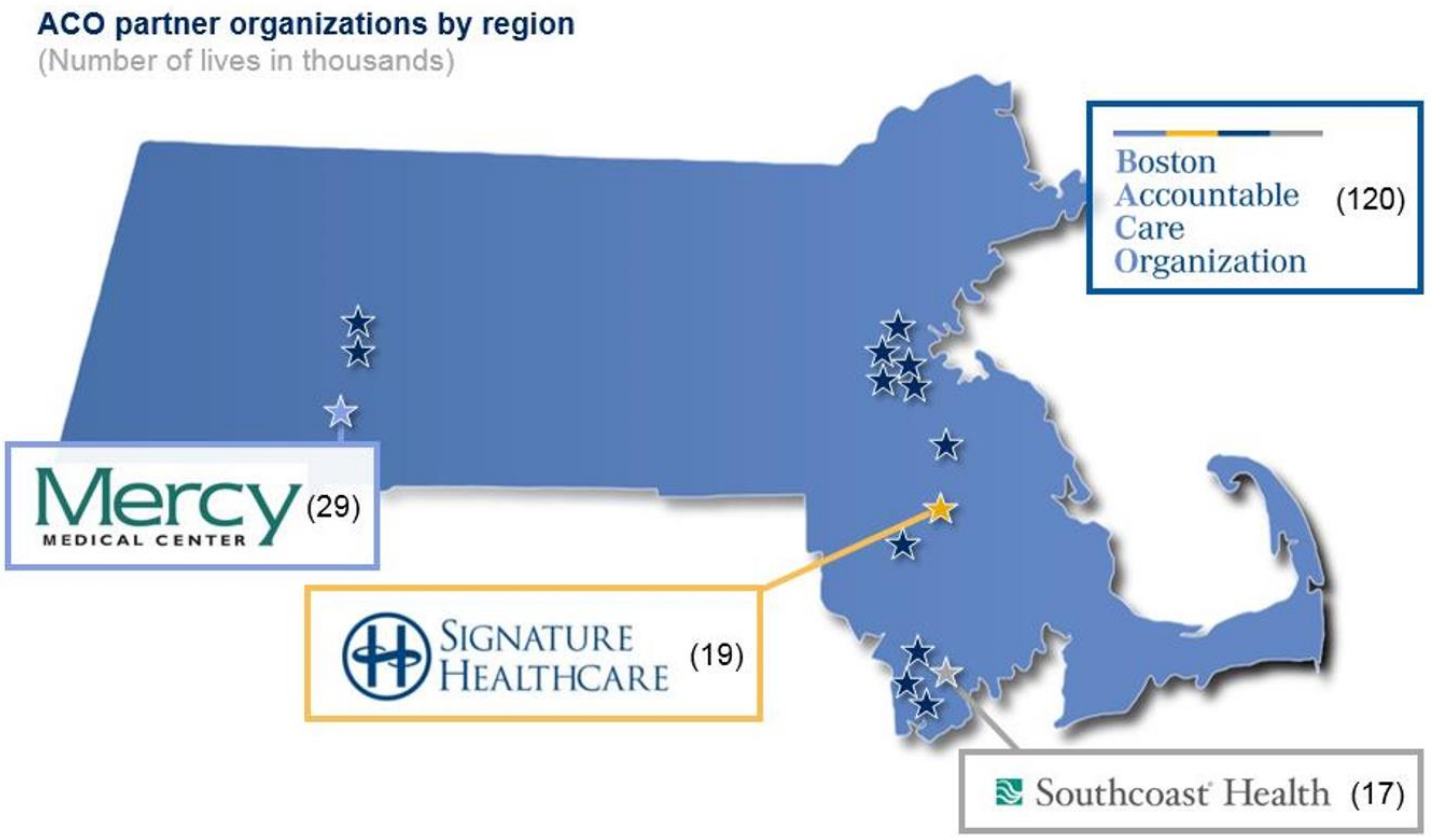 ACO partner organizations by region
(Number of lives in thousands)
Boston
Accountable (120)
Care
Organization
Mercy (29)
MEDICAL CENTER
SIGNATURE (19)
HEALTHCARE
Southcoast Health (17)